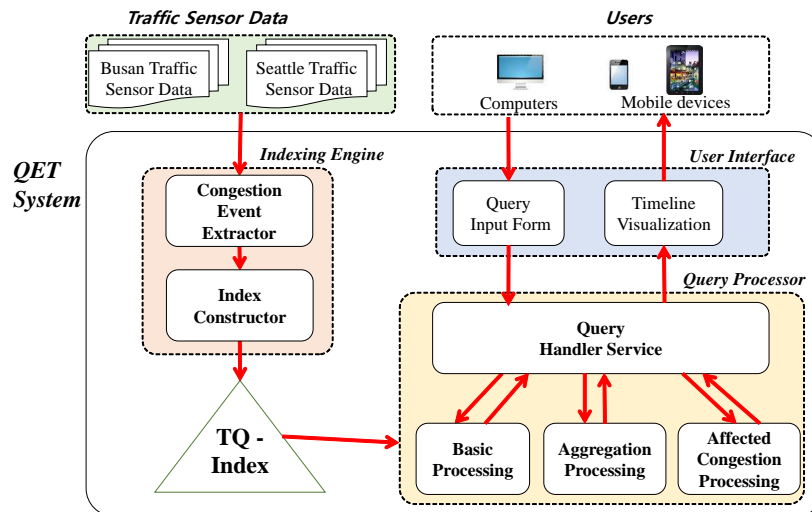 Traffic Sensor Data
Users
Busan Traffic
Sensor Data
Seattle Traffic
Sensor Data
Computers
Mobile devices
QET
System
Indexing Engine
User Interface
Congestion
Event
Extractor
Query
Input Form
Timeline
Visualization
Index
Constructor
Query Processor
Query
Handler Service
TQ -
Index
Basic
Processing
Aggregation
Processing
Affected
Congestion
Processing